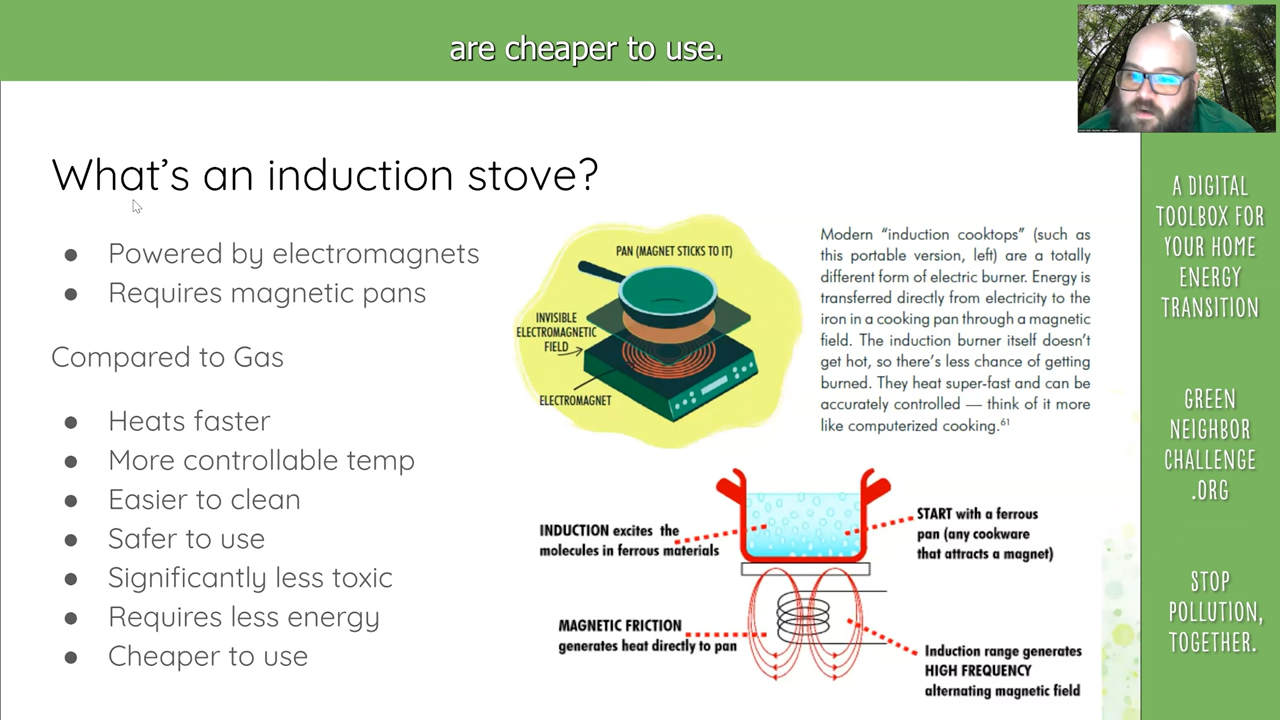 are cheaper to use.
What's an induction stove?
● Powered by electromagnets
● Requires magnetic pans
Compared to Gas
● Heats faster
● More controllable temp
● Easier to clean
● Safer to use
● Significantly less toxic
● Requires less energy
● Cheaper to use
PAN (MAGNET STICKS TO IT)
INVISIBLE
ELECTROMAGNETIC
FIELD
ELECTROMAGNET
Modern “induction cooktops” (such as
this portable version, left) are a totally
different form of electric burner. Energy is
transferred directly from electricity to the
iron in a cooking pan through a magnetic
field. The induction burner itself doesn't
get hot, so there's less chance of getting
burned. They heat super-fast and can be
accurately controlled — think of it more
like computerized cooking.61
INDUCTION excites the
molecules in ferrous materials
START with a ferrous
pan (any cookware
that attracts a magnet)
MAGNETIC FRICTION
generates heat directly to pan
Induction range generates
HIGH FREQUENCY
alternating magnetic field
A DIGITAL
TOOLBOX FOR
YOUR HOME
ENERGY
TRANSITION
GREEN
NEIGHBOR
CHALLENGE
.ORG
STOP
POLLUTION,
TOGETHER.